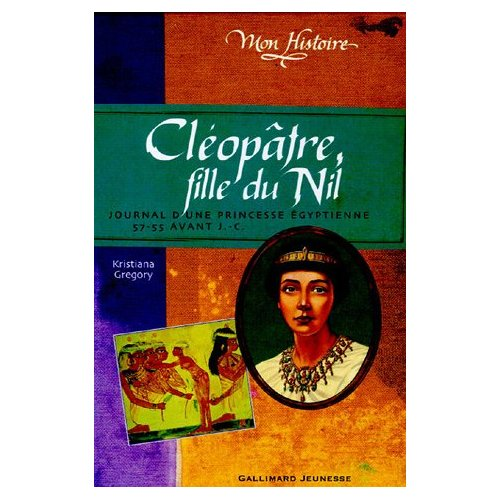 Mon Histoire
Cléopâtre,
fille du Nil
JOURNAL D'UNE PRINCESSE ÉGYPTIENNE
57-55 AVANT J.-C.
Kristiana
Gregory
GALLIMARD JEUNESSE